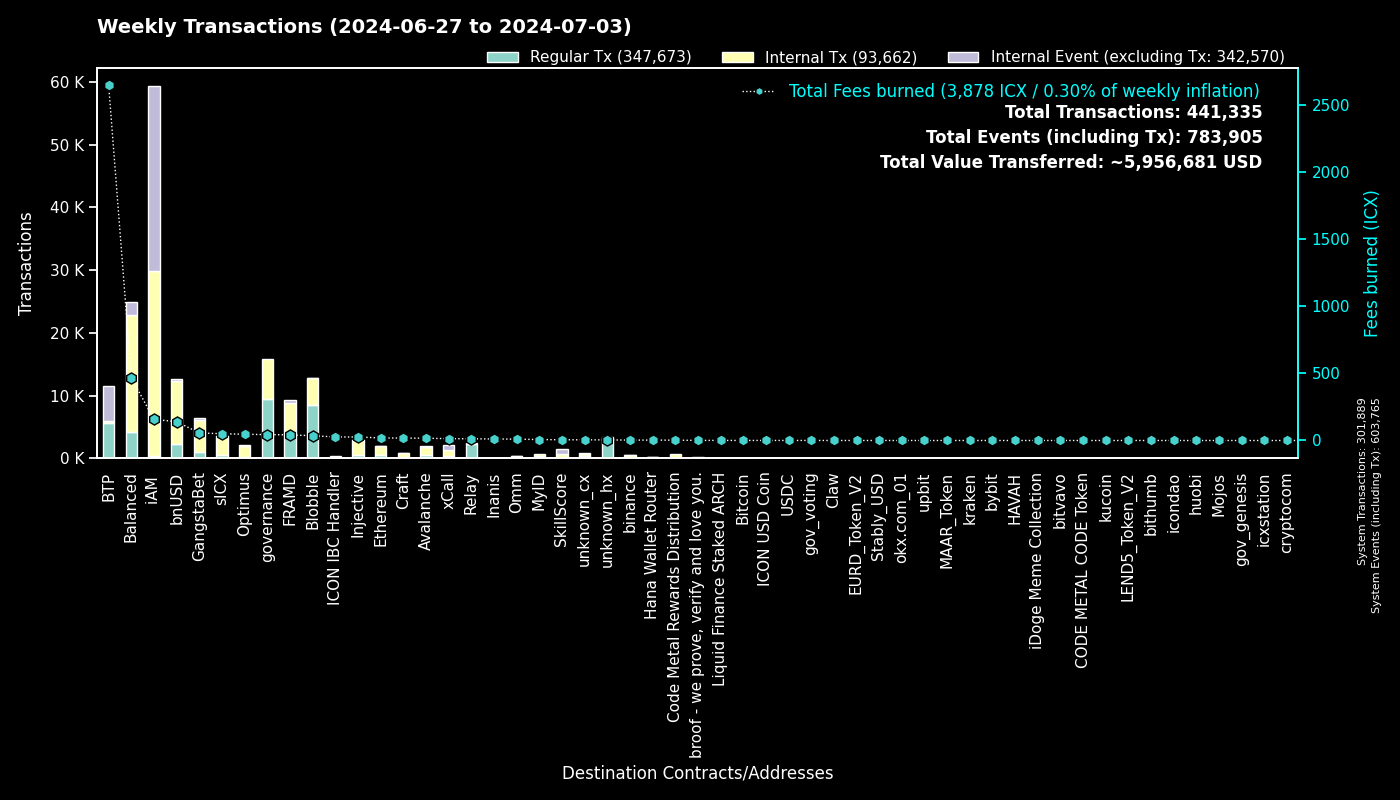 Weekly Transactions (2024-06-27 to 2024-07-03)
Regular Tx (347,673)
Internal Tx (93,662)
Internal Event (excluding Tx: 342,570)
Total Fees burned (3,878 ICX / 0.30% of weekly inflation)
Total Transactions: 441,335
Total Events (including Tx): 783,905
Total Value Transferred: ~5,956,681 USD
Transactions
60 K
50 K
40 K
30 K
20 K
10 K
0 K
2500
2000
1500
1000
500
0
Fees burned (ICX)
System Transactions: 301,889
System Events (including Tx): 603,765
BTP
Balanced
iAM
bnUSD
GangstaBet
sICX
Optimus
governance
FRAMD
Blobble
ICON IBC Handler
Injective
Ethereum
Craft
Avalanche
xCall
Relay
Inanis
Omm
MyID
SkillScore
unknown_cx
unknown_hx
binance
Hana Wallet Router
Code Metal Rewards Distribution
broof - we prove, verify and love you.
Liquid Finance Staked ARCH
Bitcoin
ICON USD Coin
USDC
gov_voting
Claw
EURD_Token_V2
Stably_USD
okx.com_01
upbit
MAAR_Token
kraken
bybit
HAVAH
iDoge Meme Collection
bitvavo
CODE METAL CODE Token
kucoin
LEND5_Token_V2
bithumb
icondao
huobi
Mojos
gov_genesis
icxstation
cryptocom
Destination Contracts/Addresses